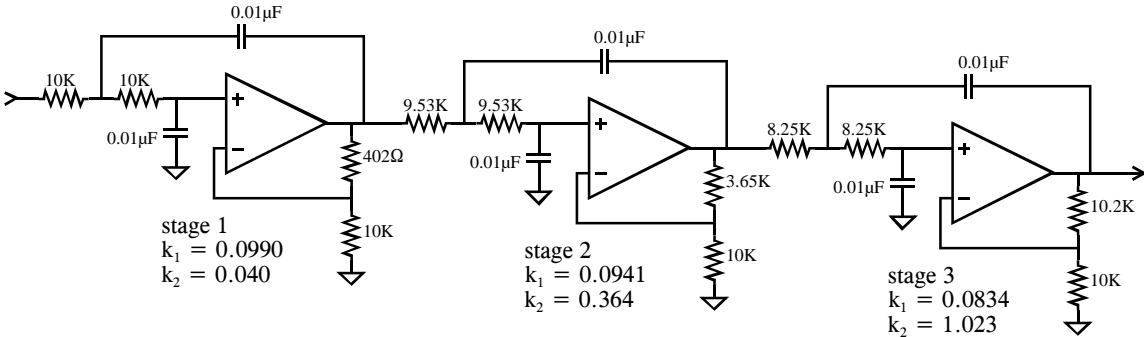 0.01µF
10K
10K
0.01µF
402Ω
10K
stage 1
k₁ = 0.0990
k₂ = 0.040
0.01µF
9.53K
9.53K
0.01µF
3.65K
10K
stage 2
k₁ = 0.0941
k₂ = 0.364
0.01µF
8.25K
8.25K
0.01µF
10.2K
10K
stage 3
k₁ = 0.0834
k₂ = 1.023